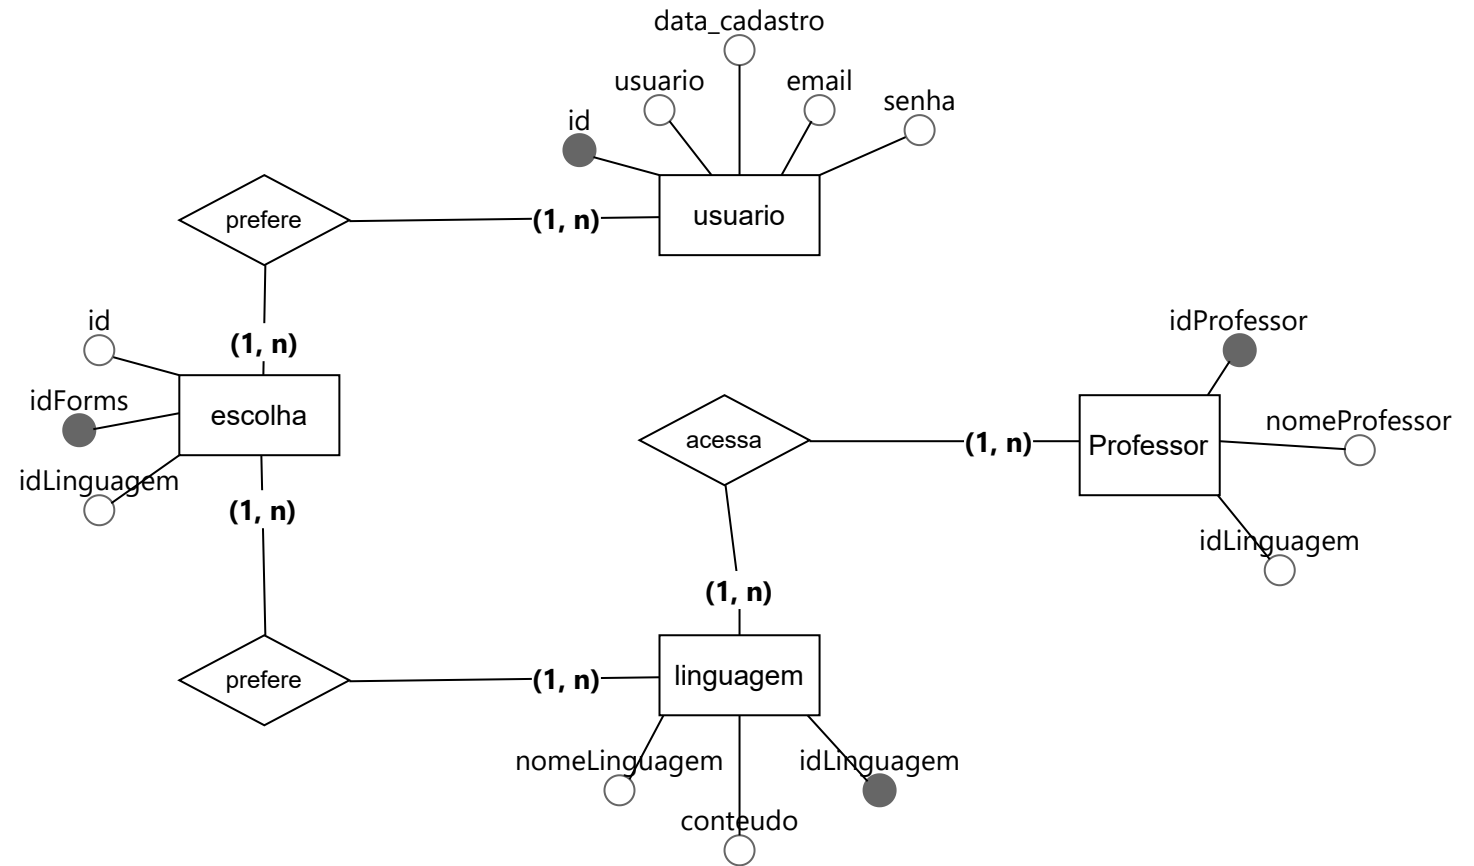 data_cadastro
usuario
email
senha
id
prefere
(1, n)
usuario
id
(1, n)
idForms
escolha
idLinguagem
(1, n)
idProfessor
nomeProfessor
acessa
(1, n)
Professor
idLinguagem
(1, n)
prefere
(1, n)
linguagem
nomeLinguagem
idLinguagem
conteudo